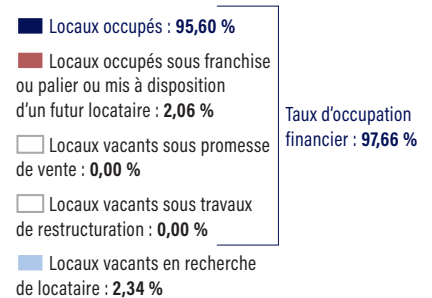 Locaux occupés : 95,60 %
Locaux occupés sous franchise
ou palier ou mis à disposition
d'un futur locataire : 2,06 %
Locaux vacants sous promesse
de vente : 0,00 %
Locaux vacants sous travaux
de restructuration : 0,00 %
Locaux vacants en recherche
de locataire : 2,34 %
Taux d'occupation
financier : 97,66 %